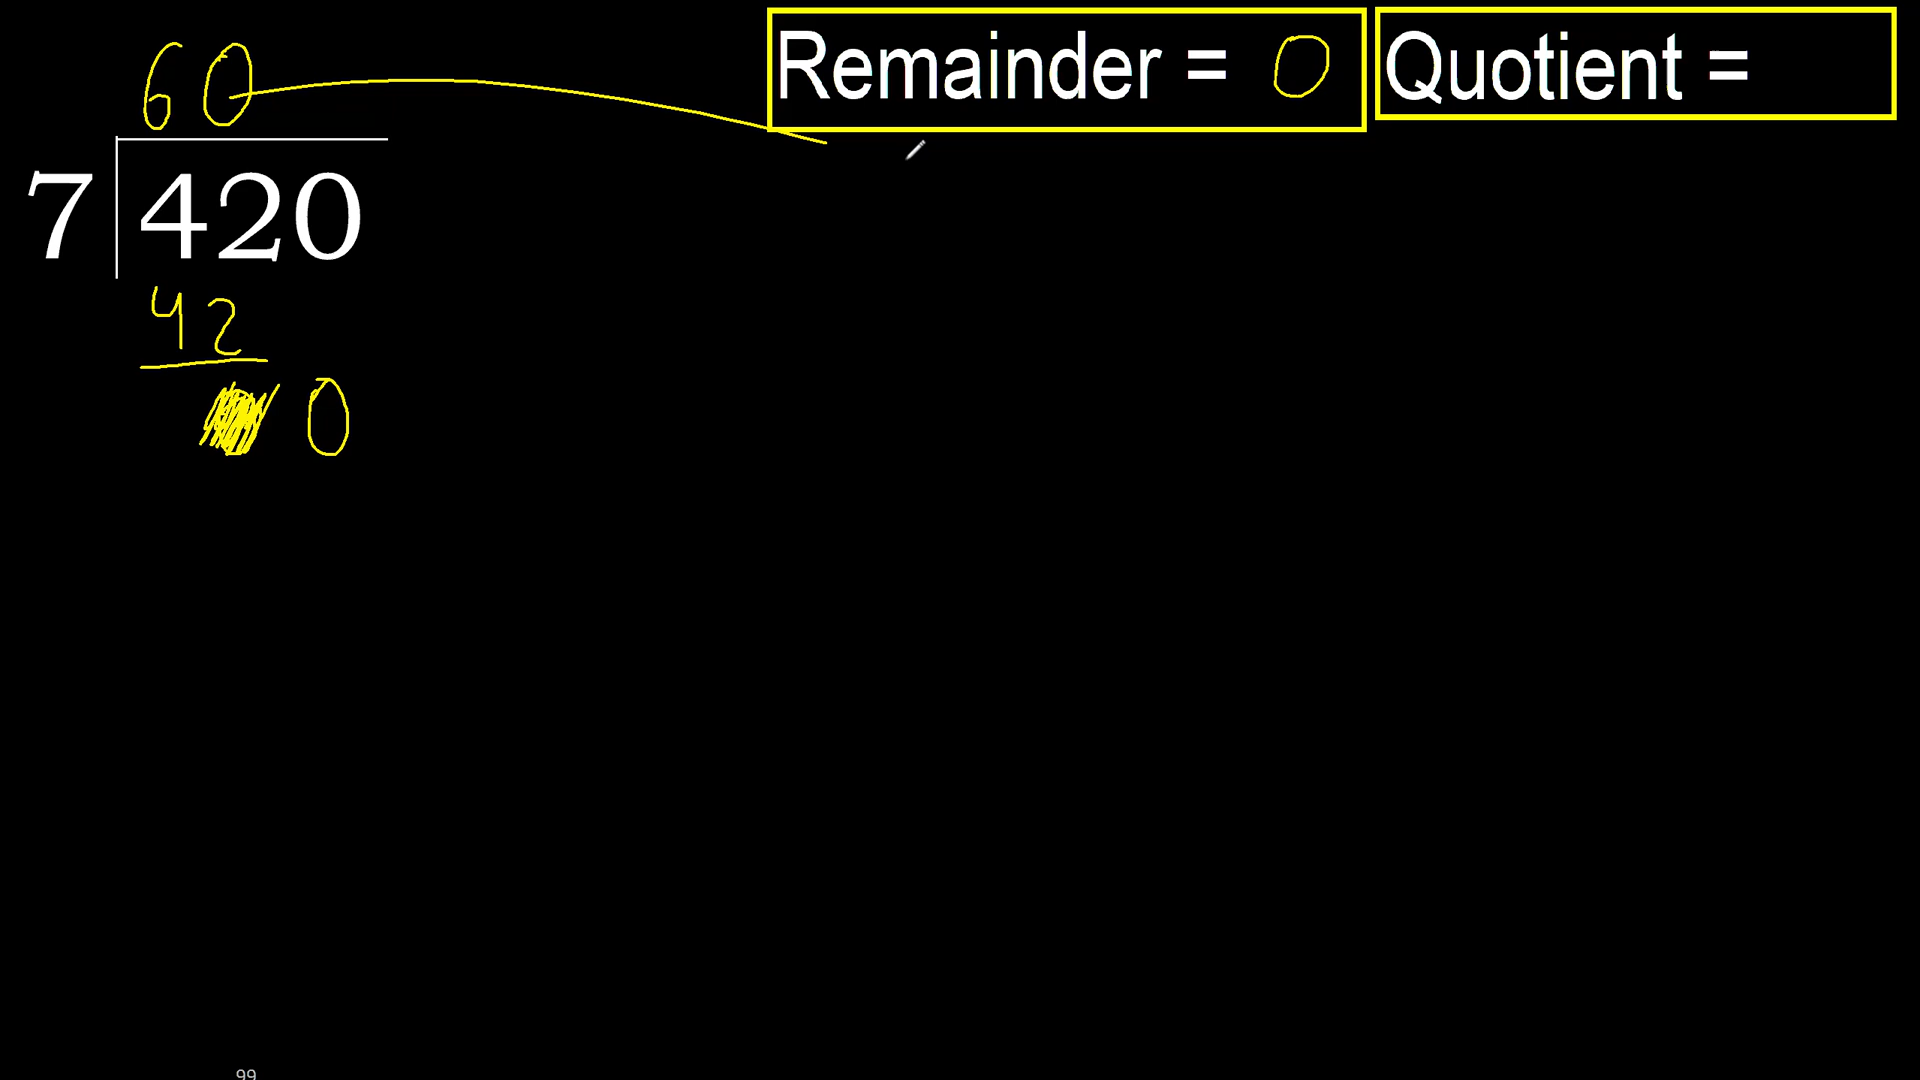 Remainder = 0
Quotient =
60
7 420
42
0
99